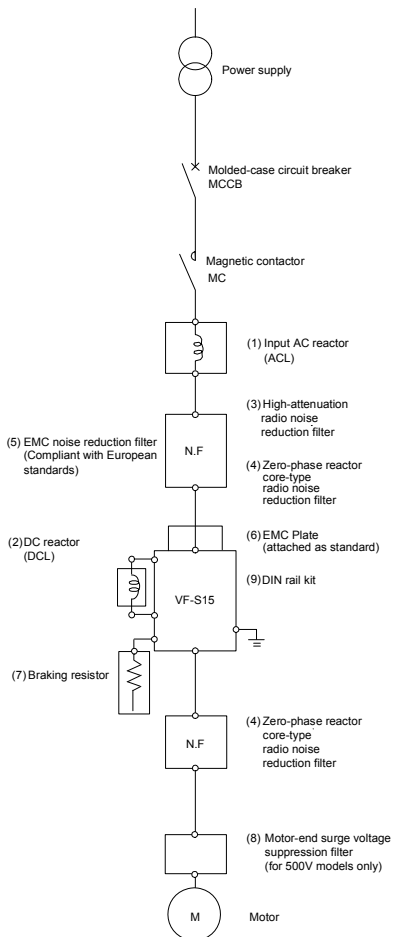 Power supply
Molded-case circuit breaker
MCCB
Magnetic contactor
MC
(1) Input AC reactor
(ACL)
(3) High-attenuation
radio noise
reduction filter
(5) EMC noise reduction filter
(Compliant with European
standards)
N.F
(4) Zero-phase reactor
core-type
radio noise
reduction filter
(6) EMC Plate
(attached as standard)
(2) DC reactor
(DCL)
(9) DIN rail kit
VF-S15
(7) Braking resistor
N.F
(4) Zero-phase reactor
core-type
radio noise
reduction filter
(8) Motor-end surge voltage
suppression filter
(for 500V models only)
M
Motor